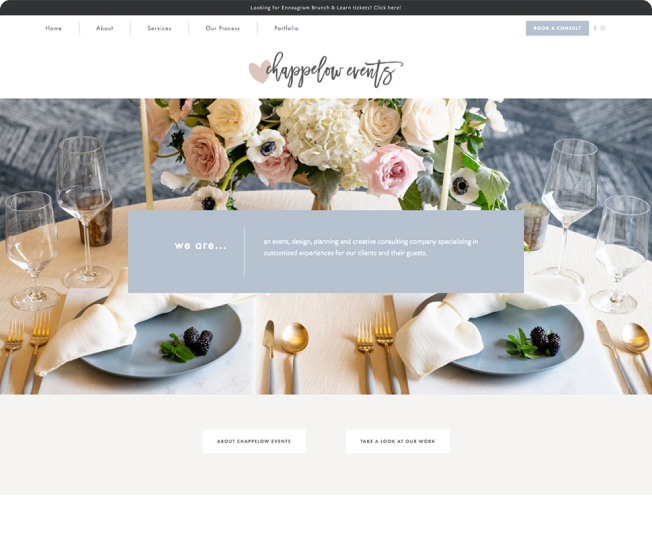 Looking for Enneagram Brunch & Learn tickets? Click here!
Home About Services Our Process Portfolio BOOK A CONSULT
chappelow events
we are...
an event, design, planning and creative consulting company specializing in
customized experiences for our clients and their guests.
ABOUT CHAPPELOW EVENTS
TAKE A LOOK AT OUR WORK